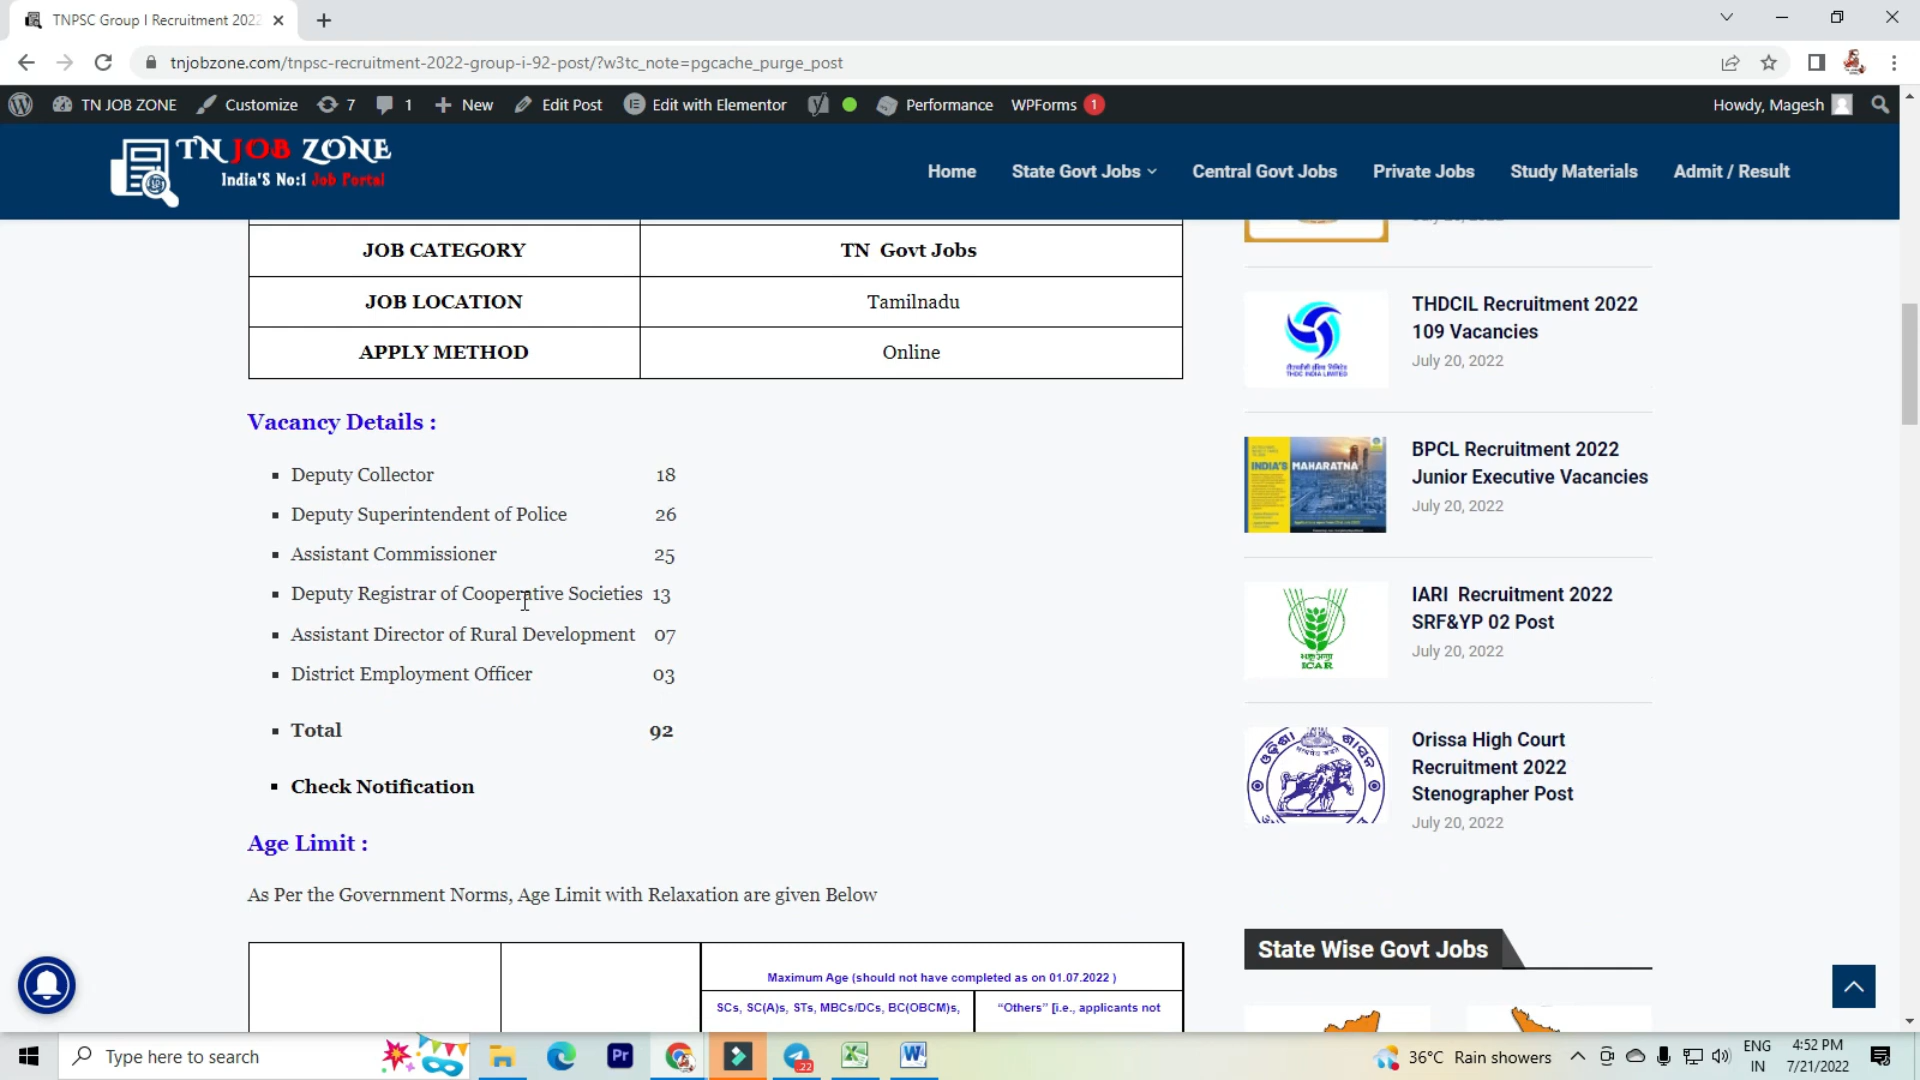 TNPSC Group I Recruitment 2022
tnjobzone.com/tnpsc-recruitment-2022-group-i-92-post/?w3tc_note=pgcache_purge_post
TN JOB ZONE Customize 7 1 New Edit Post Edit with Elementor Performance WPForms 1 Howdy, Magesh
TN JOB ZONE
India'S No:1 Job Portal
Home State Govt Jobs Central Govt Jobs Private Jobs Study Materials Admit / Result
JOB CATEGORY TN Govt Jobs
JOB LOCATION Tamilnadu
APPLY METHOD Online
Vacancy Details :
Deputy Collector 18
Deputy Superintendent of Police 26
Assistant Commissioner 25
Deputy Registrar of Cooperative Societies 13
Assistant Director of Rural Development 07
District Employment Officer 03
Total 92
Check Notification
Age Limit :
As Per the Government Norms, Age Limit with Relaxation are given Below
Maximum Age (should not have completed as on 01.07.2022 )
SCs, SC(A)s, STs, MBCs/DCs, BC(OBCM)s,
“Others” [i.e., applicants not
THDCIL Recruitment 2022
109 Vacancies
July 20, 2022
THDC INDIA LIMITED
BPCL Recruitment 2022
Junior Executive Vacancies
July 20, 2022
INDIA'S MAHARATNA
IARI Recruitment 2022
SRF&YP 02 Post
July 20, 2022
ICAR
Orissa High Court
Recruitment 2022
Stenographer Post
July 20, 2022
State Wise Govt Jobs
Type here to search
Pr
22
36°C Rain showers
ENG
IN
4:52 PM
7/21/2022